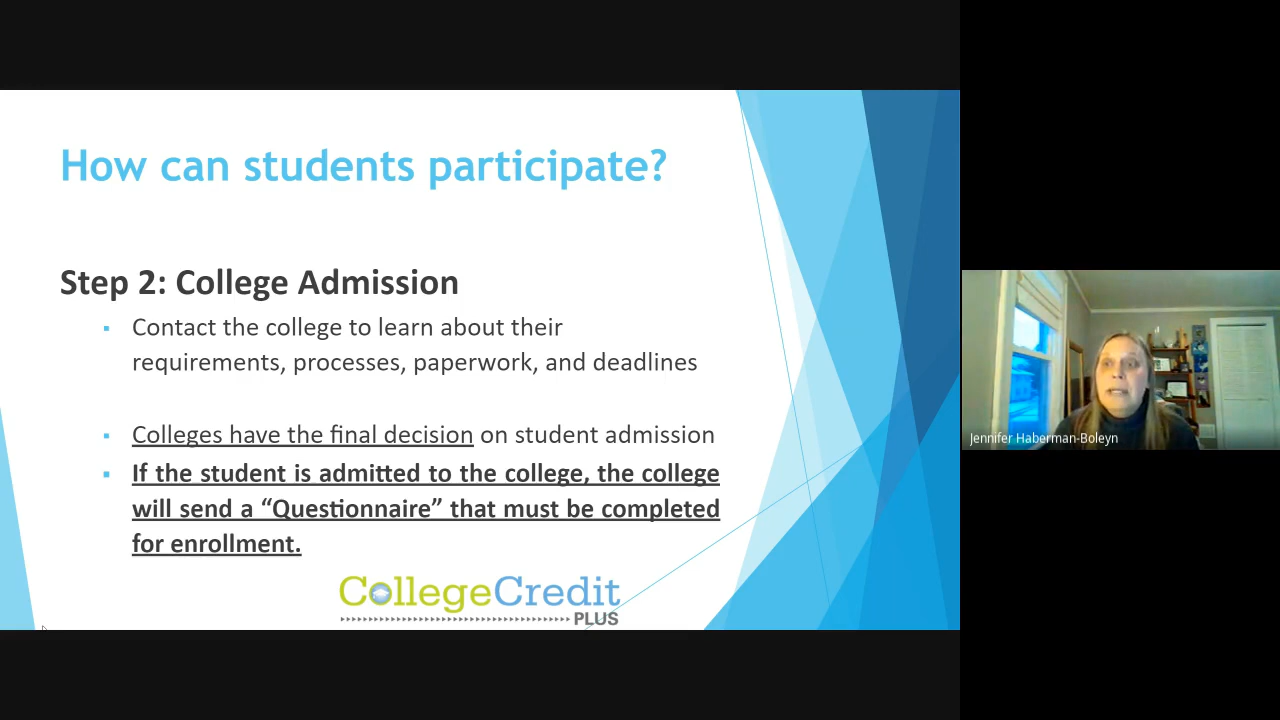 How can students participate?
Step 2: College Admission
▪ Contact the college to learn about their
requirements, processes, paperwork, and deadlines
▪ Colleges have the final decision on student admission
▪ If the student is admitted to the college, the college
will send a “Questionnaire” that must be completed
for enrollment.
CollegeCredit
PLUS
Jennifer Haberman-Boleyn